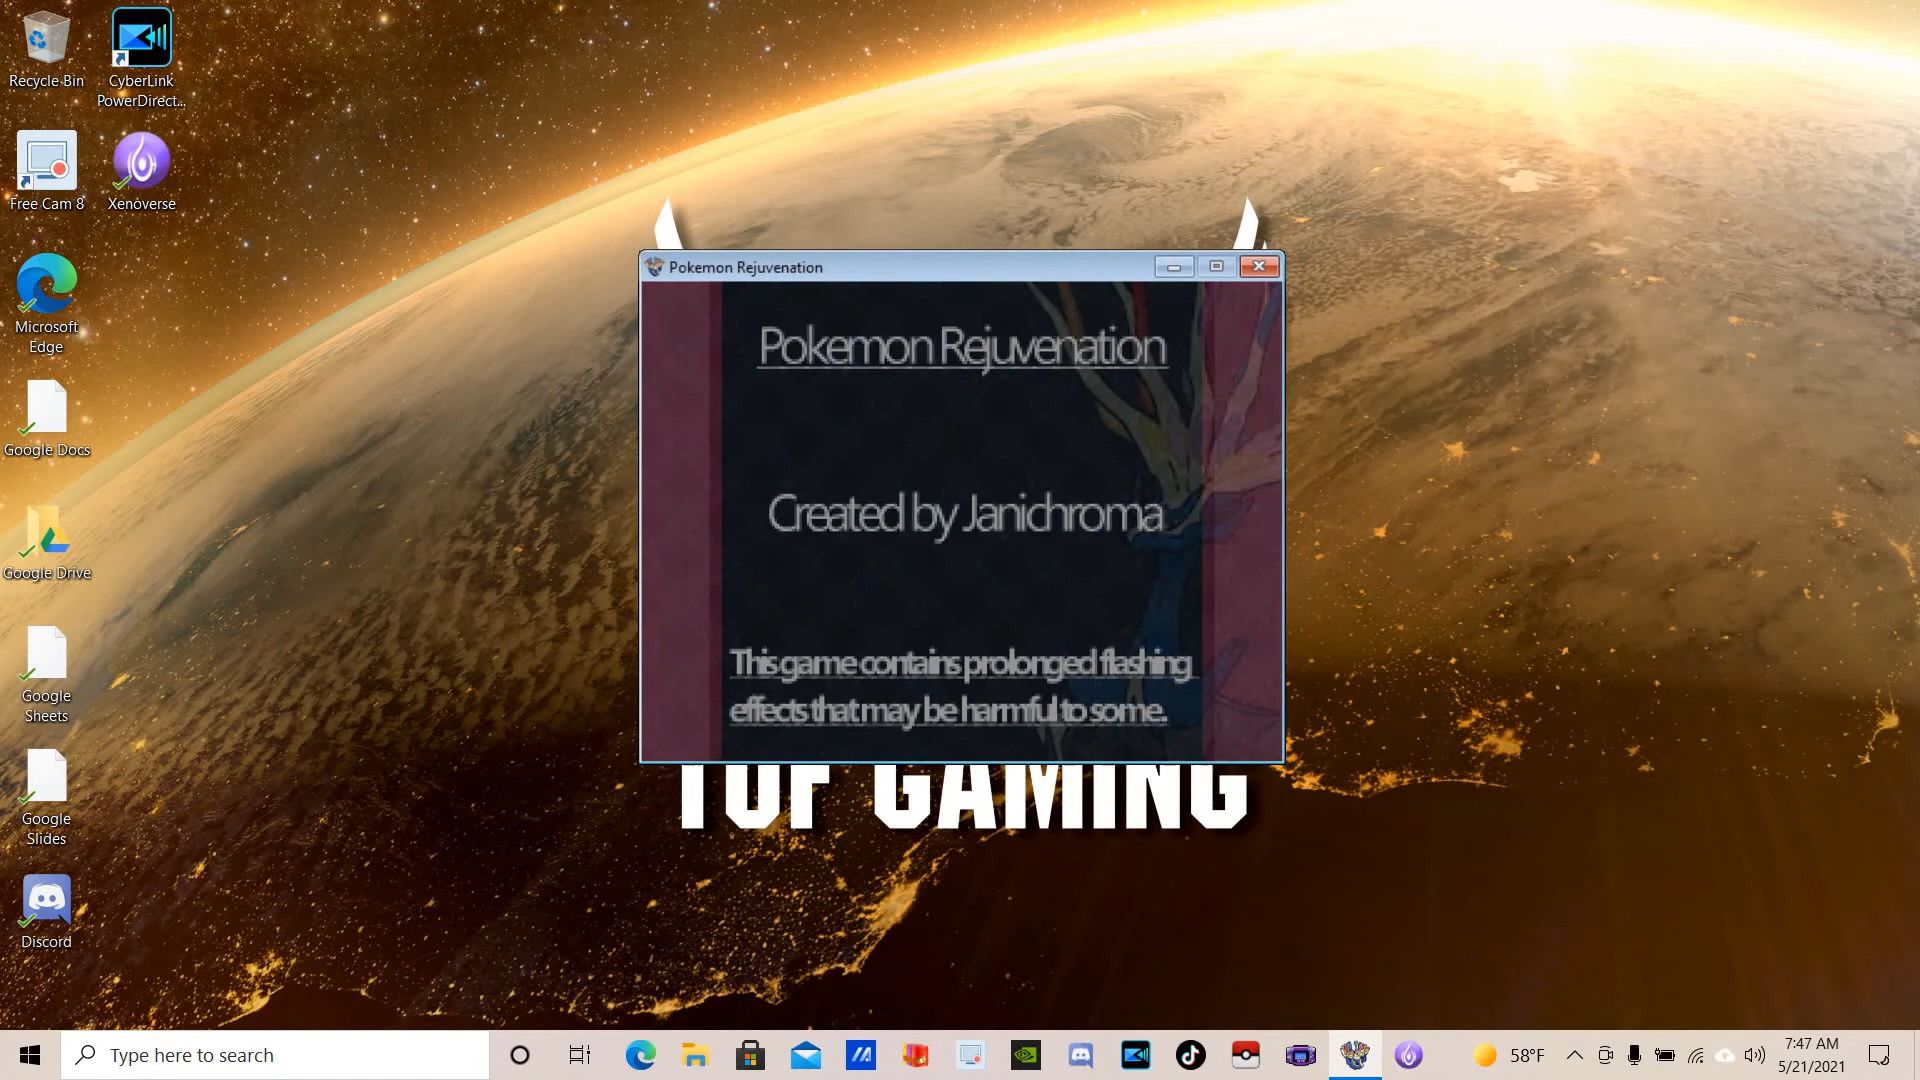 Recycle Bin
CyberLink
PowerDirect...
Free Cam 8
Xenoverse
Microsoft
Edge
Google Docs
Google Drive
Google
Sheets
Google
Slides
Discord
Pokemon Rejuvenation
Pokemon Rejuvenation
Created by Janichroma
This game contains prolonged flashing
effects that may be harmful to some.
GAMING
Type here to search
58°F
7:47 AM
5/21/2021